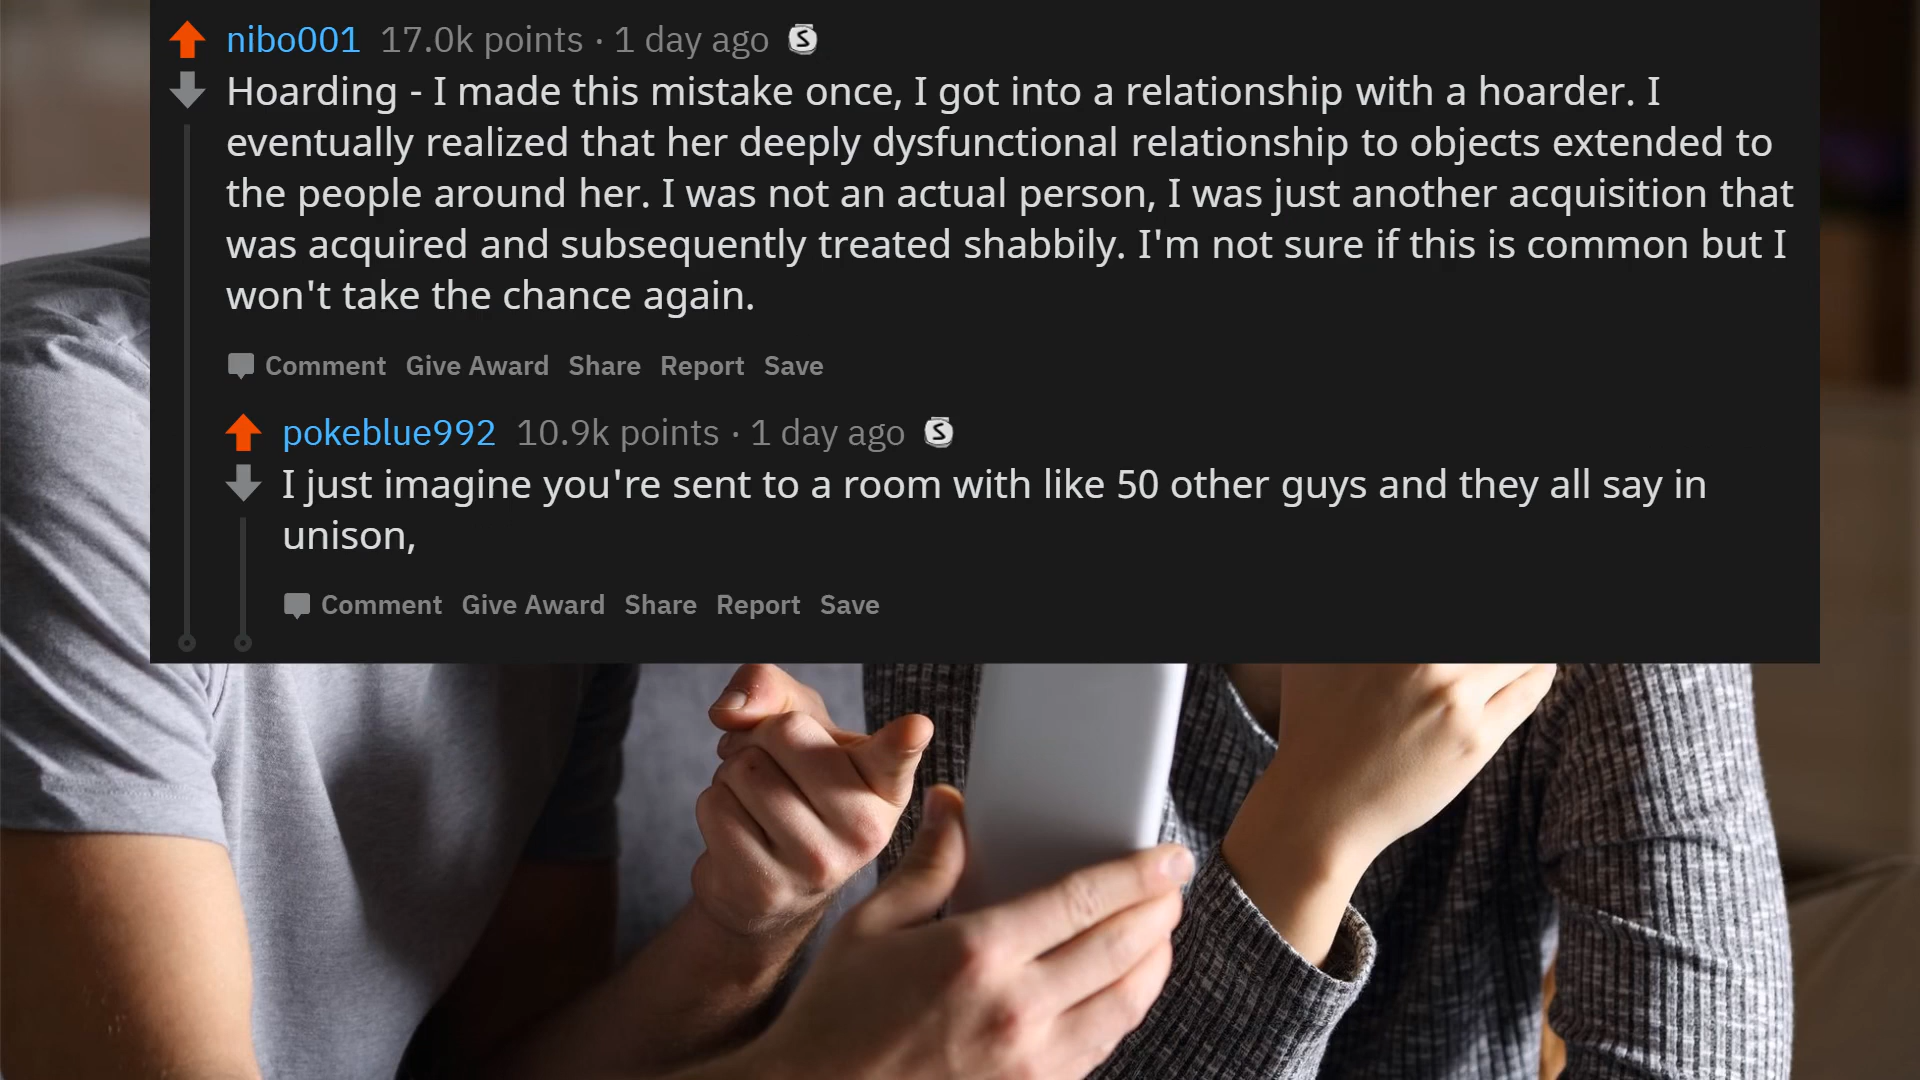 nibo001 17.0k points · 1 day ago S
Hoarding - I made this mistake once, I got into a relationship with a hoarder. I
eventually realized that her deeply dysfunctional relationship to objects extended to
the people around her. I was not an actual person, I was just another acquisition that
was acquired and subsequently treated shabbily. I'm not sure if this is common but I
won't take the chance again.
Comment Give Award Share Report Save
pokeblue992 10.9k points · 1 day ago S
I just imagine you're sent to a room with like 50 other guys and they all say in
unison,
Comment Give Award Share Report Save